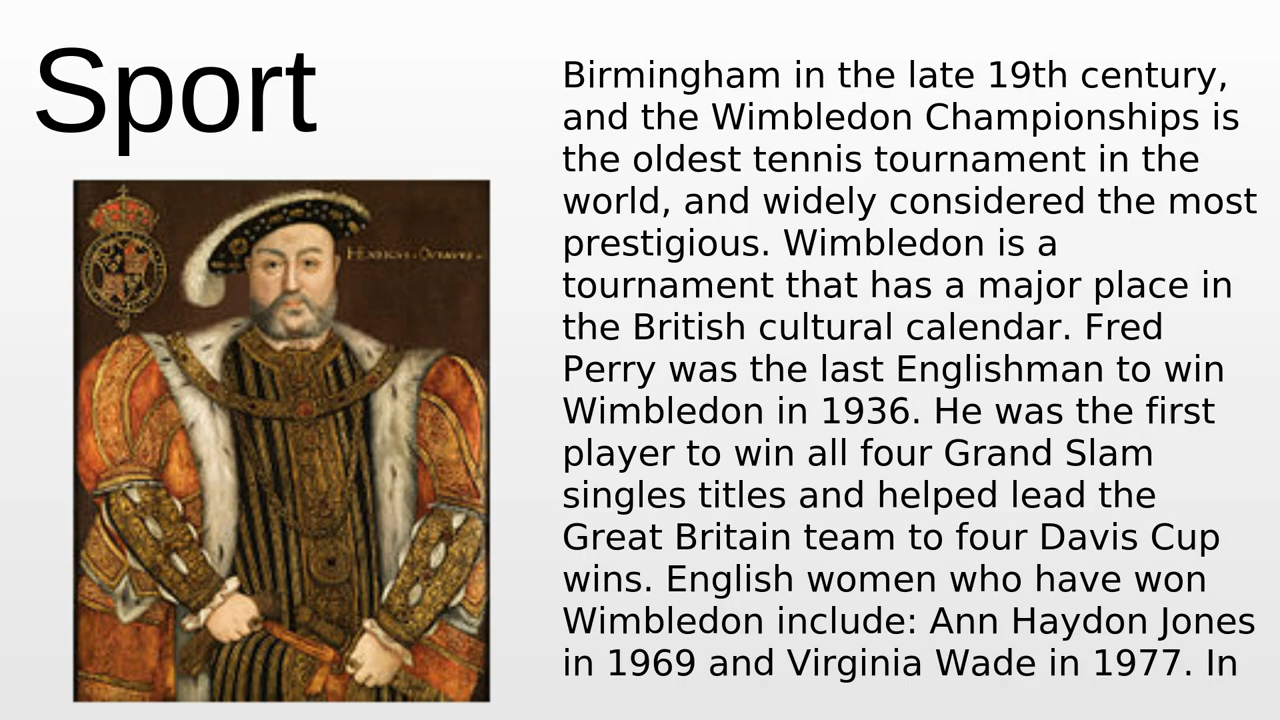 Sport
HENRICVS · OCTAVVS ·
Birmingham in the late 19th century,
and the Wimbledon Championships is
the oldest tennis tournament in the
world, and widely considered the most
prestigious. Wimbledon is a
tournament that has a major place in
the British cultural calendar. Fred
Perry was the last Englishman to win
Wimbledon in 1936. He was the first
player to win all four Grand Slam
singles titles and helped lead the
Great Britain team to four Davis Cup
wins. English women who have won
Wimbledon include: Ann Haydon Jones
in 1969 and Virginia Wade in 1977. In